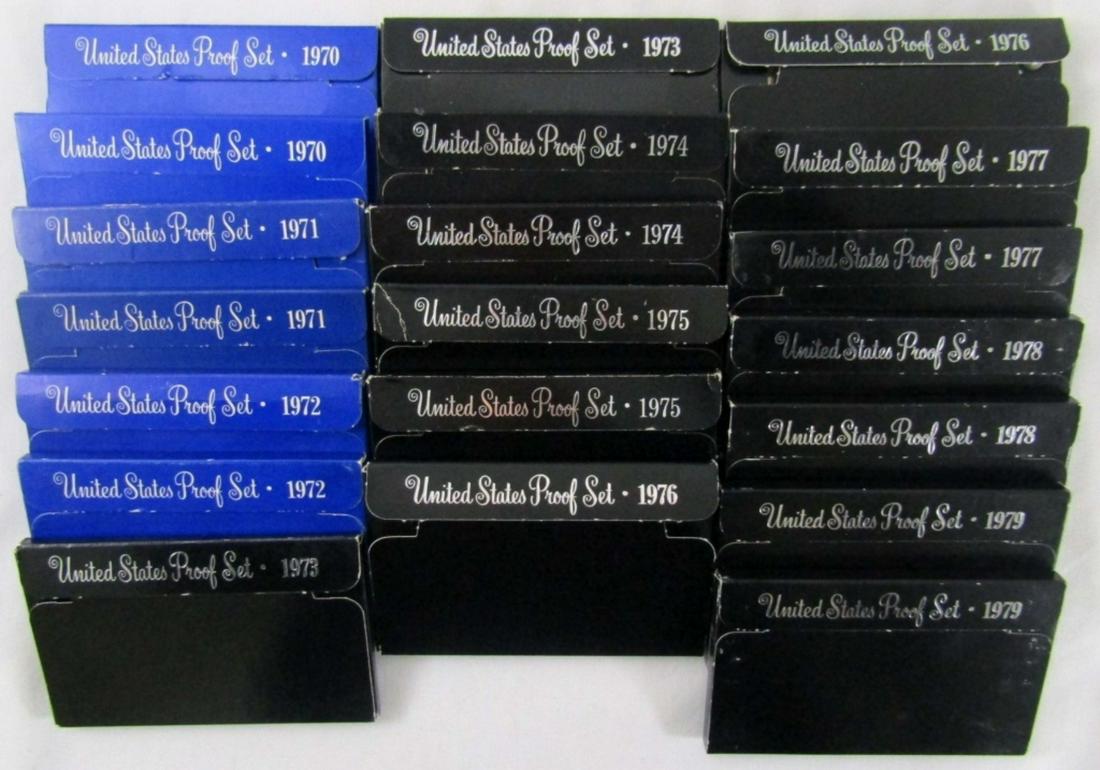 United States Proof Set · 1970
United States Proof Set · 1970
United States Proof Set · 1971
United States Proof Set · 1971
United States Proof Set · 1972
United States Proof Set · 1972
United States Proof Set · 1973
United States Proof Set · 1973
United States Proof Set · 1974
United States Proof Set · 1974
United States Proof Set · 1975
United States Proof Set · 1975
United States Proof Set · 1976
United States Proof Set · 1976
United States Proof Set · 1977
United States Proof Set · 1977
United States Proof Set · 1978
United States Proof Set · 1978
United States Proof Set · 1979
United States Proof Set · 1979